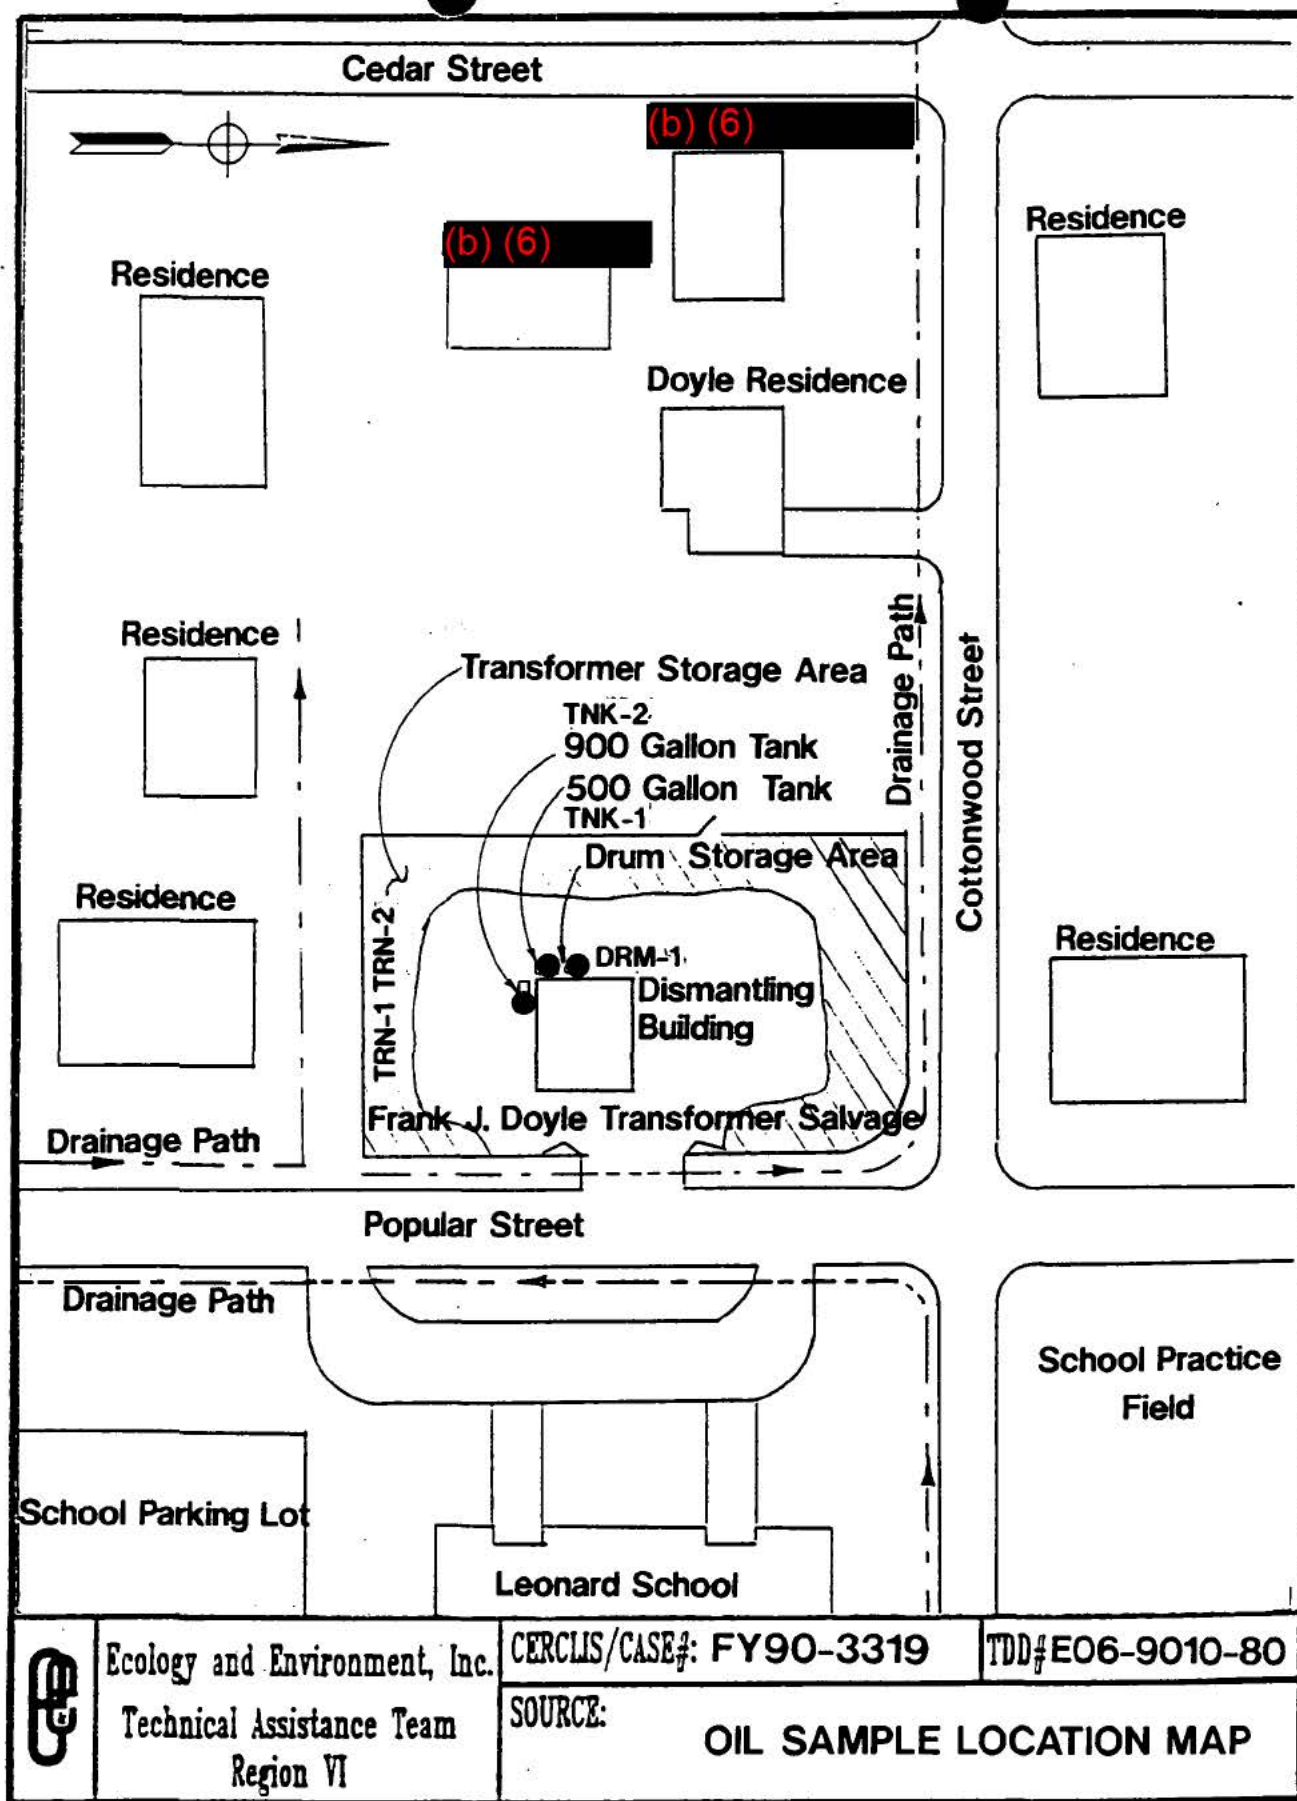 Cedar Street
(b) (6)
(b) (6)
Residence
Residence
Doyle Residence
Residence
Transformer Storage Area
TNK-2
900 Gallon Tank
500 Gallon Tank
TNK-1
Drum Storage Area
Drainage Path
Cottonwood Street
Residence
TRN-1 TRN-2
DRM-1
Dismantling
Building
Residence
Frank J. Doyle Transformer Salvage
Drainage Path
Popular Street
Drainage Path
School Practice
Field
School Parking Lot
Leonard School
Ecology and Environment, Inc.
Technical Assistance Team
Region VI
CERCLIS/CASE#: FY90-3319
TDD#E06-9010-80
SOURCE:
OIL SAMPLE LOCATION MAP